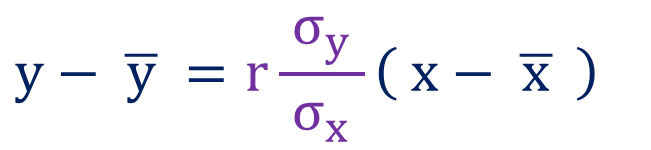 y − y̅ = r σy/σx ( x − x̅ )